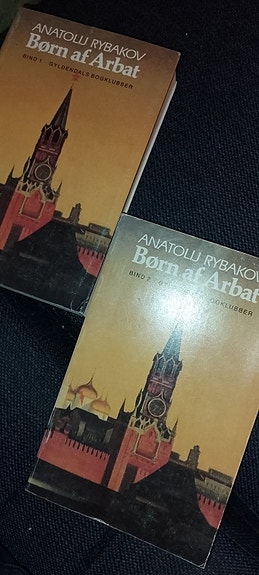 ANATOLIJ RYBAKOV
Børn af Arbat
BIND 1 GYLDENDALS BOGKLUBBER
ANATOLIJ RYBAKOV
Børn af Arbat
BIND 2 BOGKLUBBER